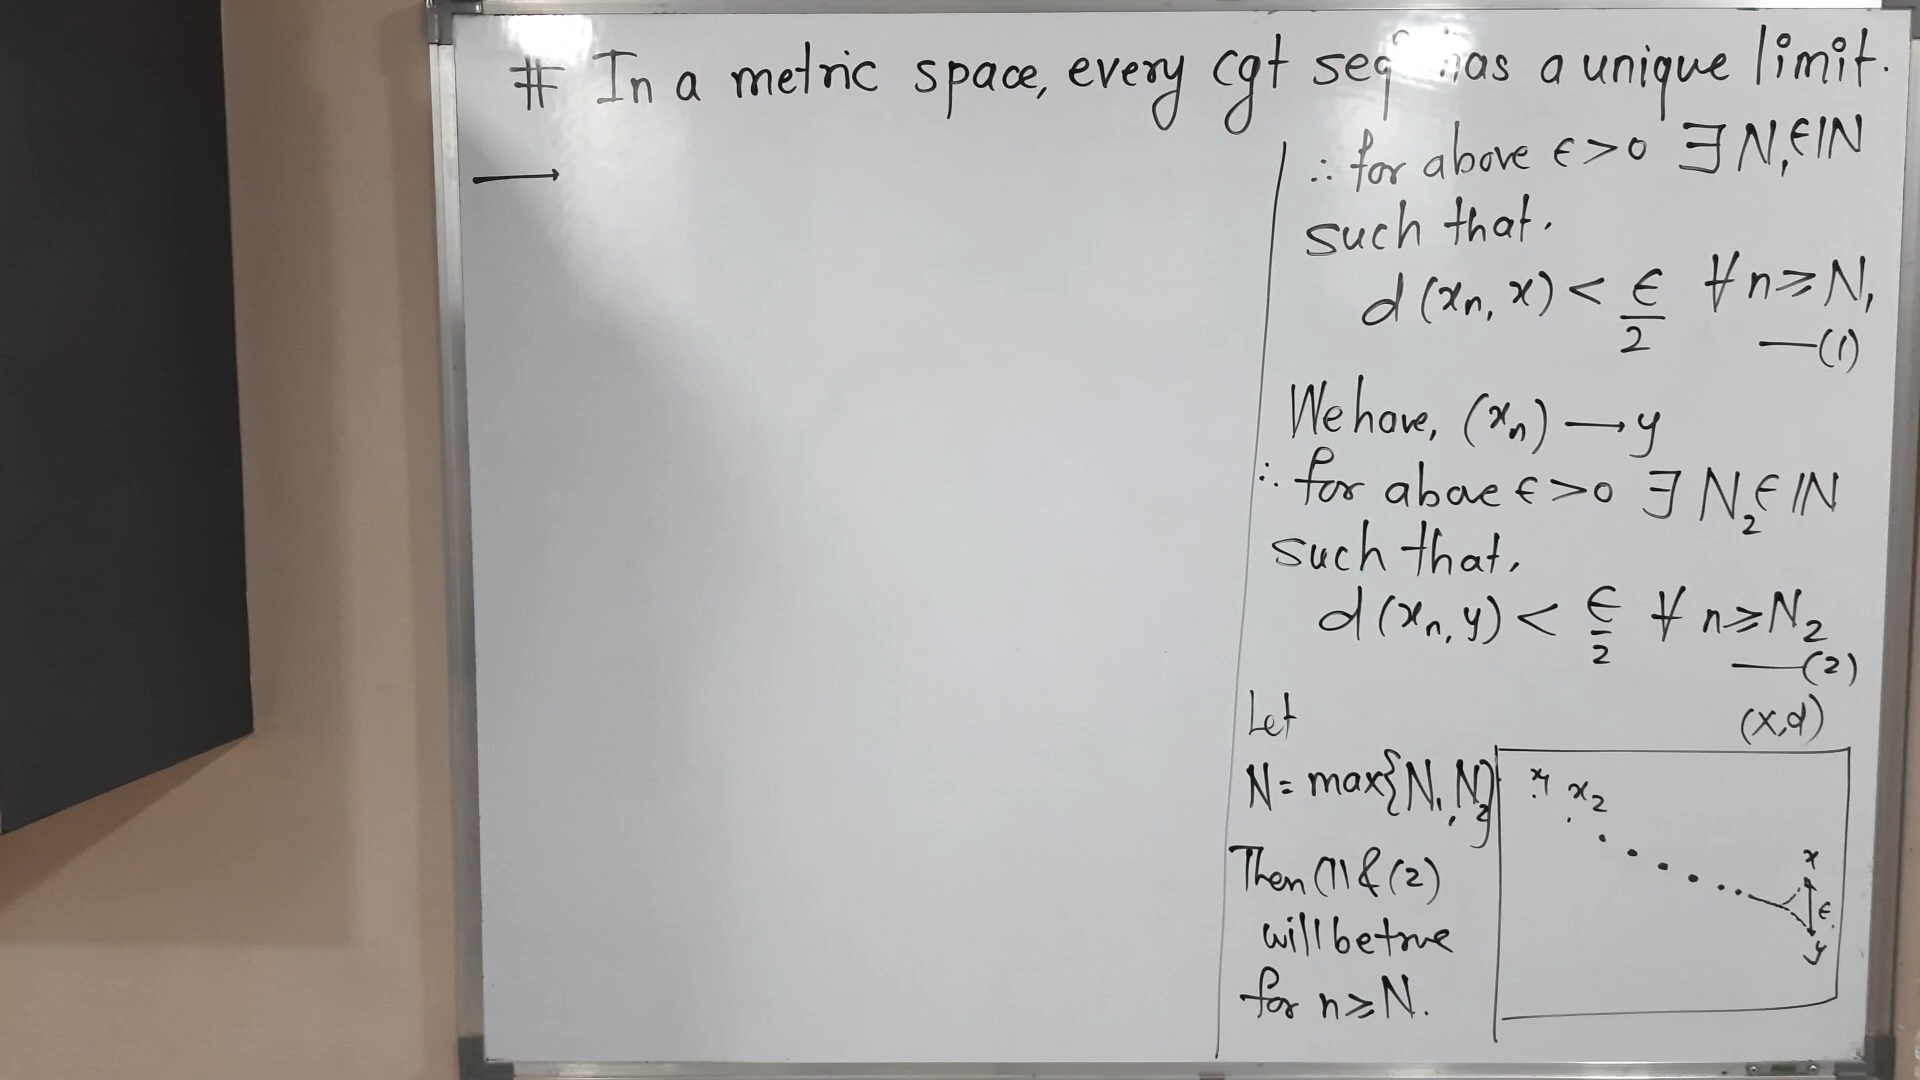 # In a metric space, every cgt seq has a unique limit.
∴ for above ϵ>0 ∃ N₁∈ℕ
such that.
d(xₙ, x) < ϵ/2 ∀ n≥N₁
—(1)
We have, (xₙ) → y
∴ for above ϵ>0 ∃ N₂∈ℕ
such that,
d(xₙ, y) < ϵ/2 ∀ n≥N₂
—(2)
Let
N = max{N₁, N₂}
Then (1) & (2)
will be true
for n≥N.
(X,d)
x₁ x₂
x
ϵ
y